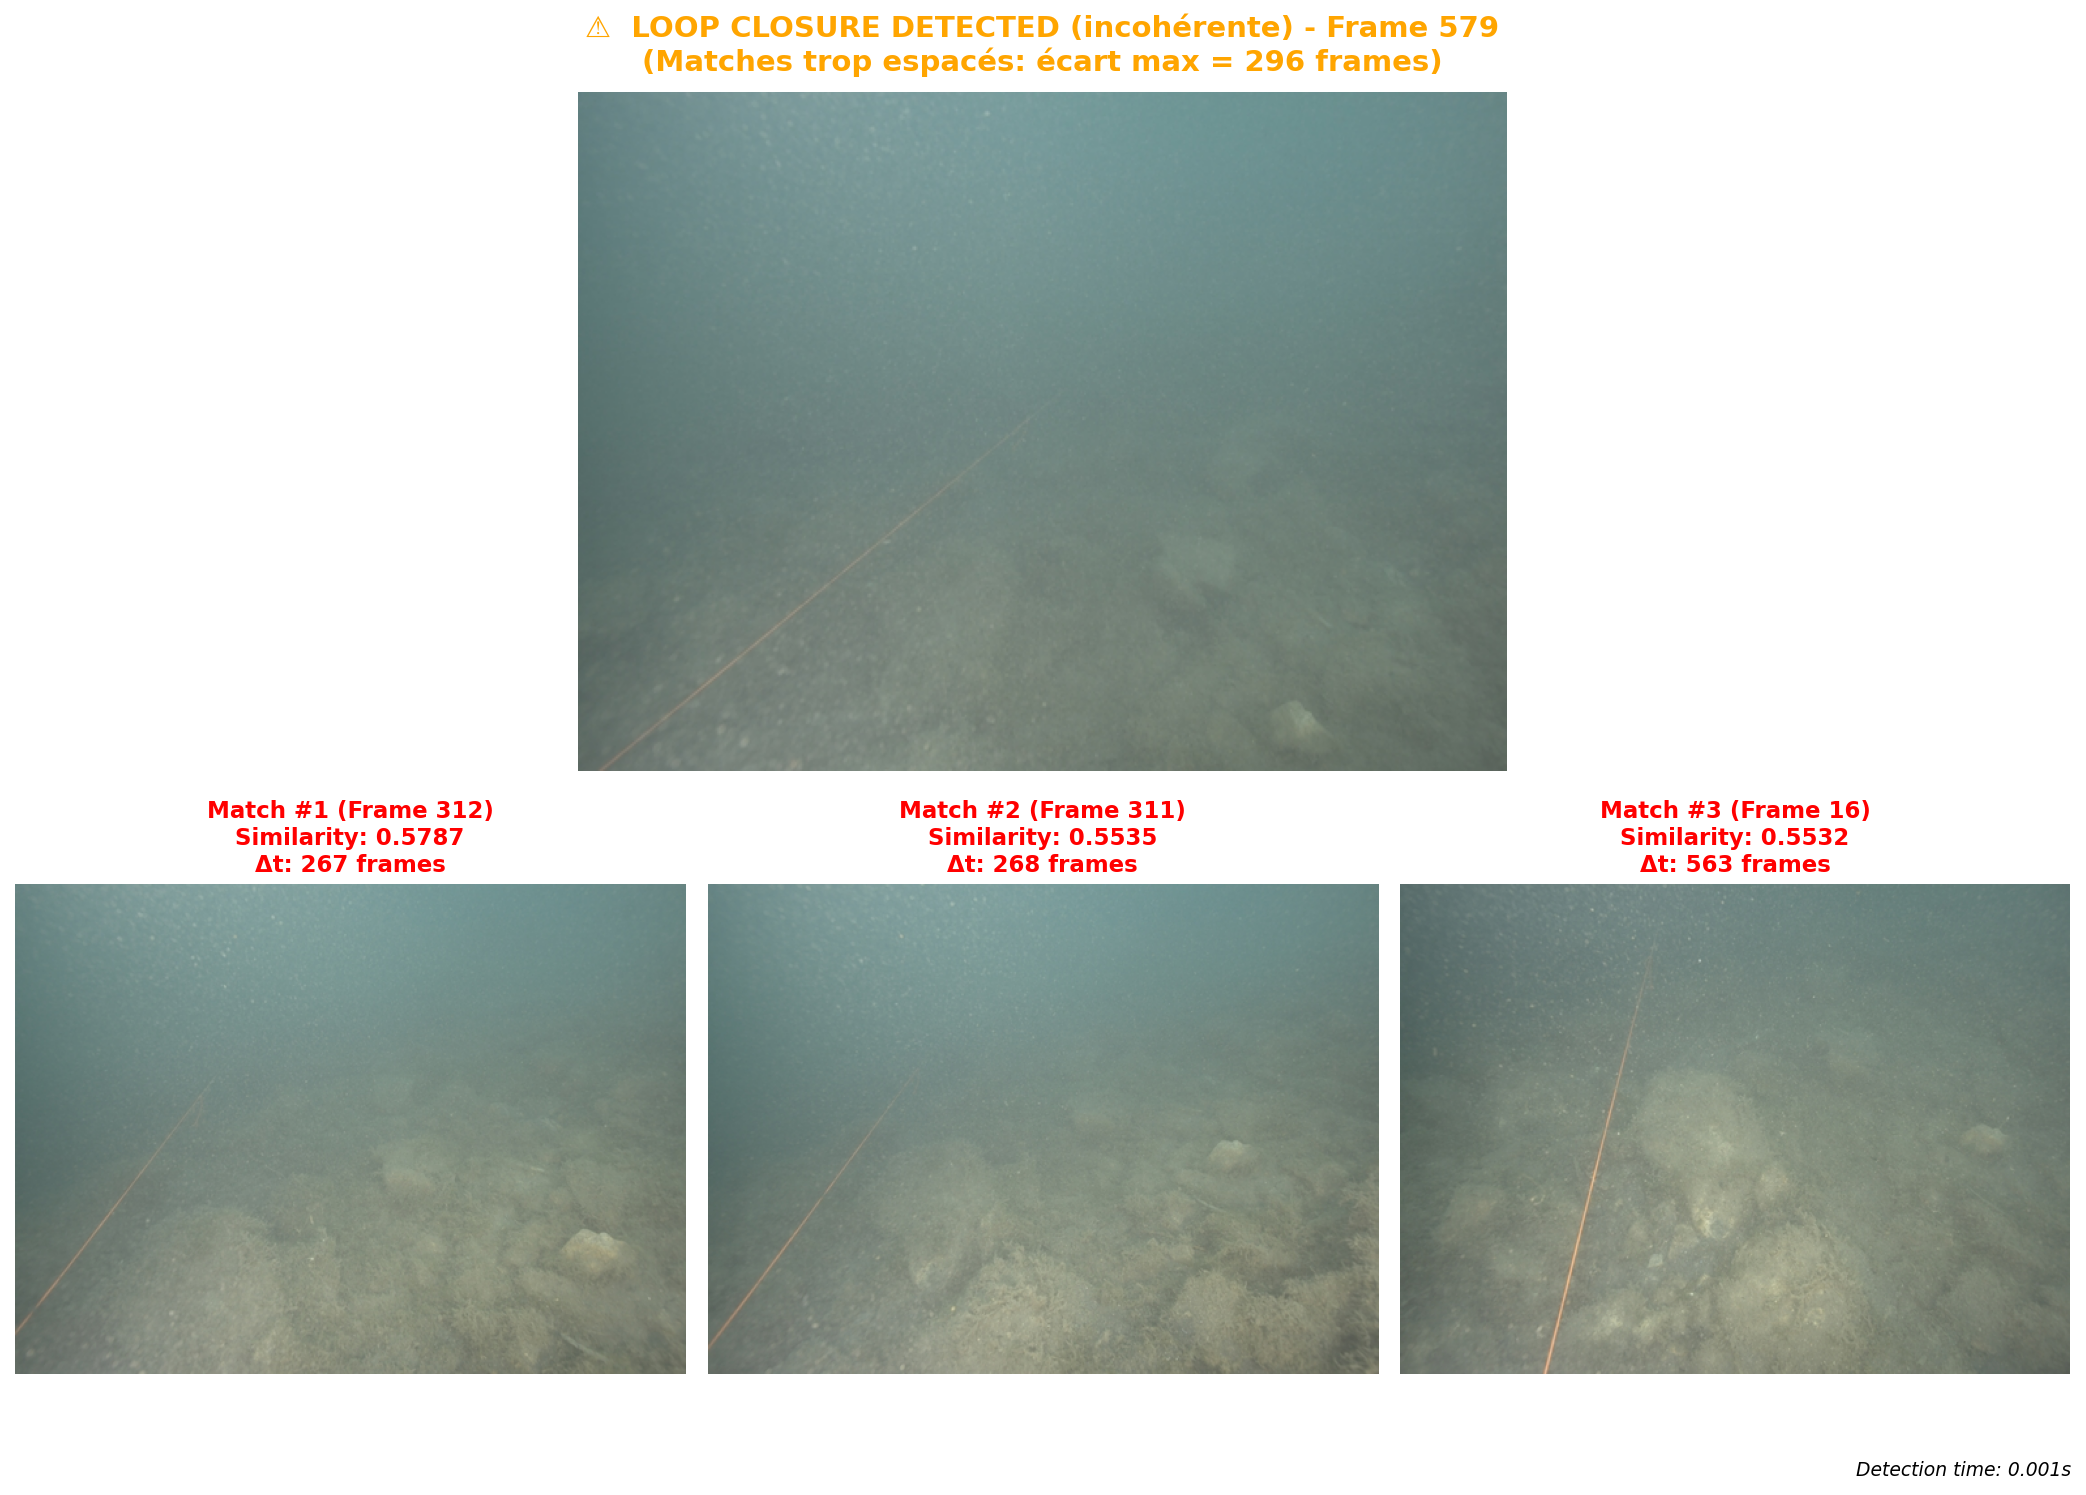 ⚠ LOOP CLOSURE DETECTED (incohérente) - Frame 579
(Matches trop espacés: écart max = 296 frames)
Match #1 (Frame 312)
Similarity: 0.5787
Δt: 267 frames
Match #2 (Frame 311)
Similarity: 0.5535
Δt: 268 frames
Match #3 (Frame 16)
Similarity: 0.5532
Δt: 563 frames
Detection time: 0.001s